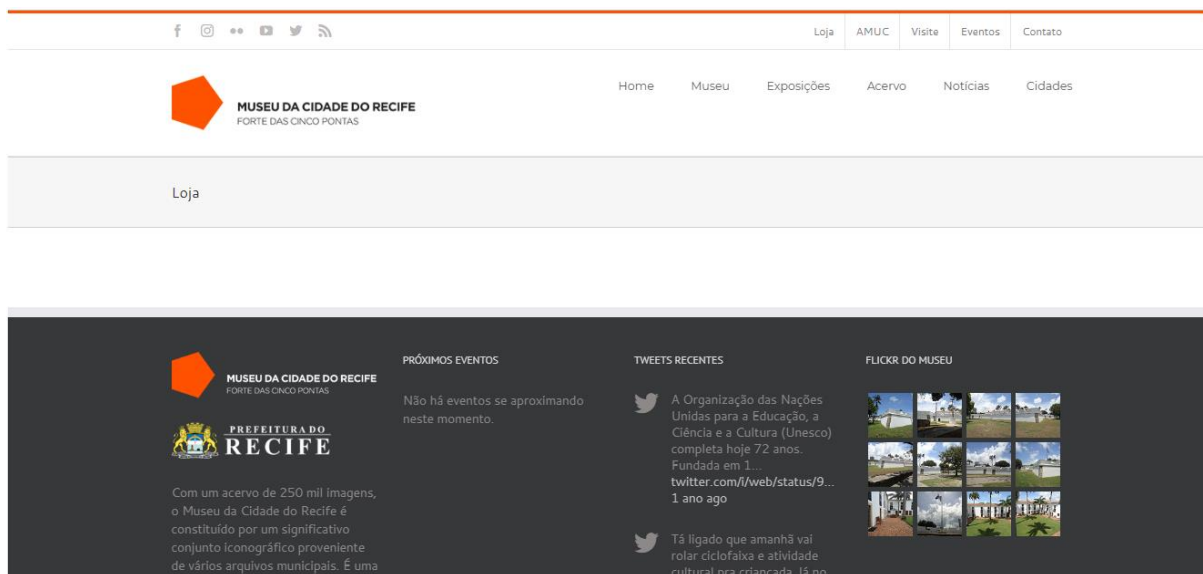 Loja AMUC Visite Eventos Contato
MUSEU DA CIDADE DO RECIFE
FORTE DAS CINCO PONTAS
Home Museu Exposições Acervo Notícias Cidades
Loja
MUSEU DA CIDADE DO RECIFE
FORTE DAS CINCO PONTAS
PREFEITURA DO
RECIFE
Com um acervo de 250 mil imagens,
o Museu da Cidade do Recife é
constituído por um significativo
conjunto iconográfico proveniente
de vários arquivos municipais. É uma
PRÓXIMOS EVENTOS
Não há eventos se aproximando
neste momento.
TWEETS RECENTES
A Organização das Nações
Unidas para a Educação, a
Ciência e a Cultura (Unesco)
completa hoje 72 anos.
Fundada em 1...
twitter.com/i/web/status/9...
1 ano ago
Tá ligado que amanhã vai
rolar ciclofaixa e atividade
cultural pra criançada, lá no
FLICKR DO MUSEU